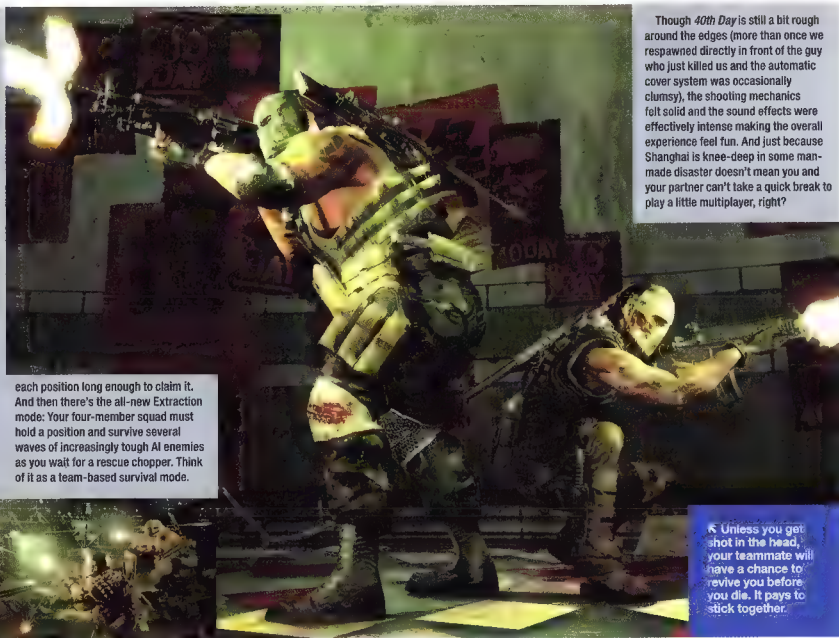 each position long enough to claim it.
And then there's the all-new Extraction
mode: Your four-member squad must
hold a position and survive several
waves of increasingly tough AI enemies
as you wait for a rescue chopper. Think
of it as a team-based survival mode.
Though 40th Day is still a bit rough
around the edges (more than once we
respawned directly in front of the guy
who just killed us and the automatic
cover system was occasionally
clumsy), the shooting mechanics
felt solid and the sound effects were
effectively intense making the overall
experience feel fun. And just because
Shanghai is knee-deep in some man-
made disaster doesn't mean you and
your partner can't take a quick break to
play a little multiplayer, right?
Unless you get
shot in the head,
your teammate will
have a chance to
revive you before
you die. It pays to
stick together.